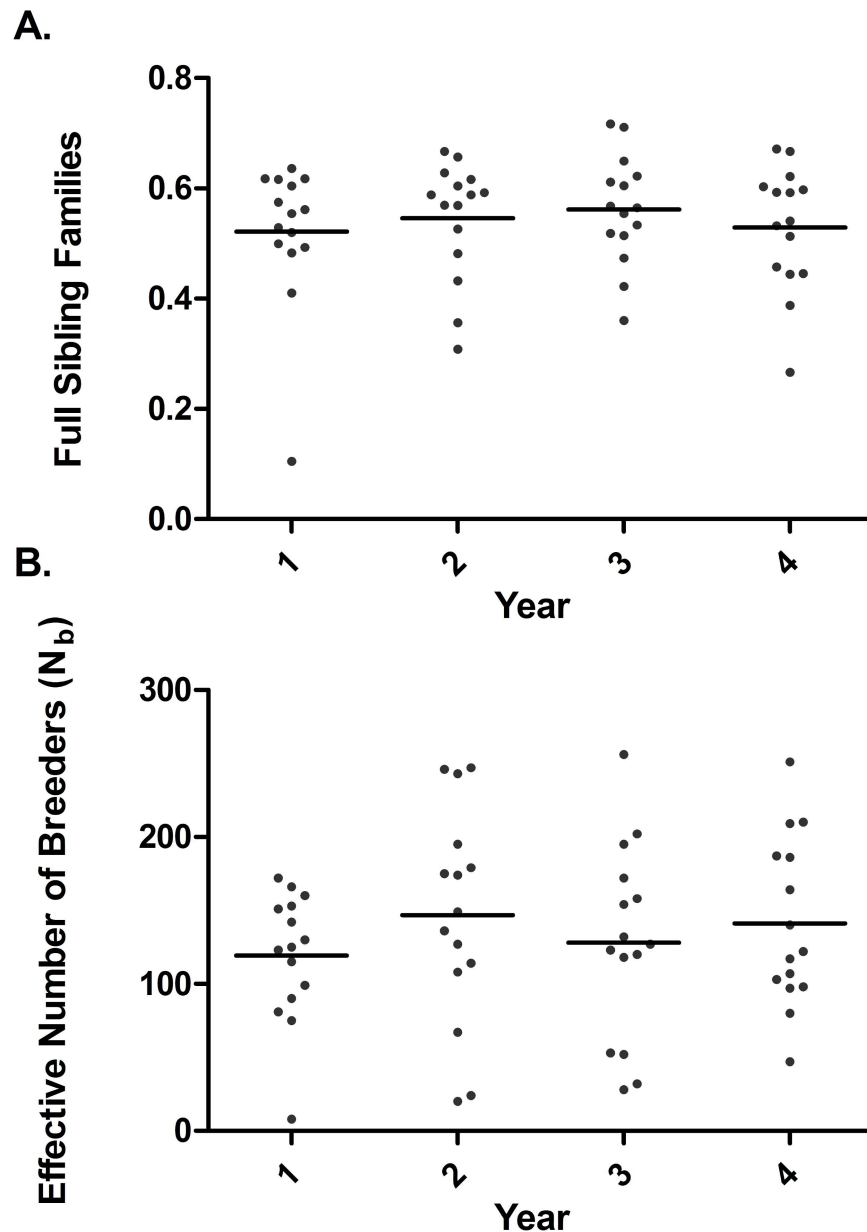 A.
Full Sibling Families
0.8
0.6
0.4
0.2
0.0
1
2
3
4
Year
B.
Effective Number of Breeders (Nb)
300
200
100
0
1
2
3
4
Year